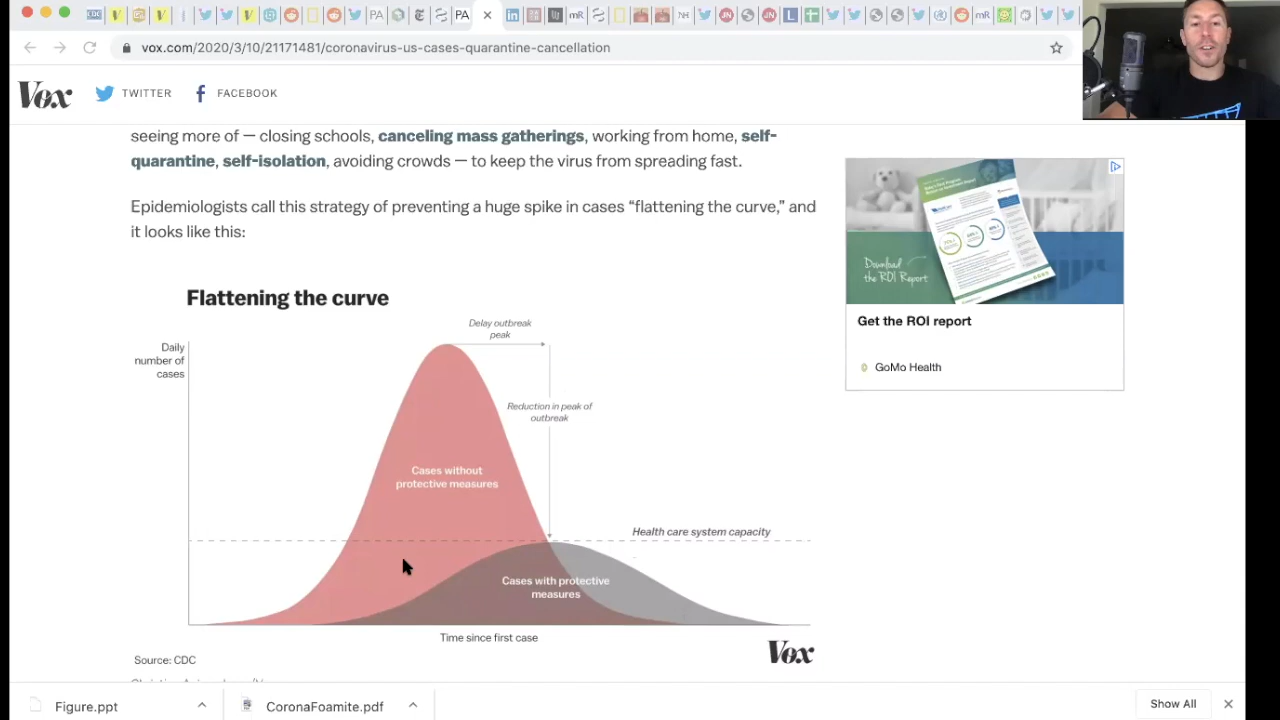 vox.com/2020/3/10/21171481/coronavirus-us-cases-quarantine-cancellation
Vox
TWITTER
FACEBOOK
seeing more of — closing schools, canceling mass gatherings, working from home, self-
quarantine, self-isolation, avoiding crowds — to keep the virus from spreading fast.
Epidemiologists call this strategy of preventing a huge spike in cases “flattening the curve,” and
it looks like this:
Flattening the curve
Delay outbreak
peak
Daily
number of
cases
Reduction in peak of
outbreak
Cases without
protective measures
Health care system capacity
Cases with protective
measures
Time since first case
Vox
Source: CDC
Download
the ROI Report
Get the ROI report
GoMo Health
Figure.ppt
CoronaFoamite.pdf
Show All